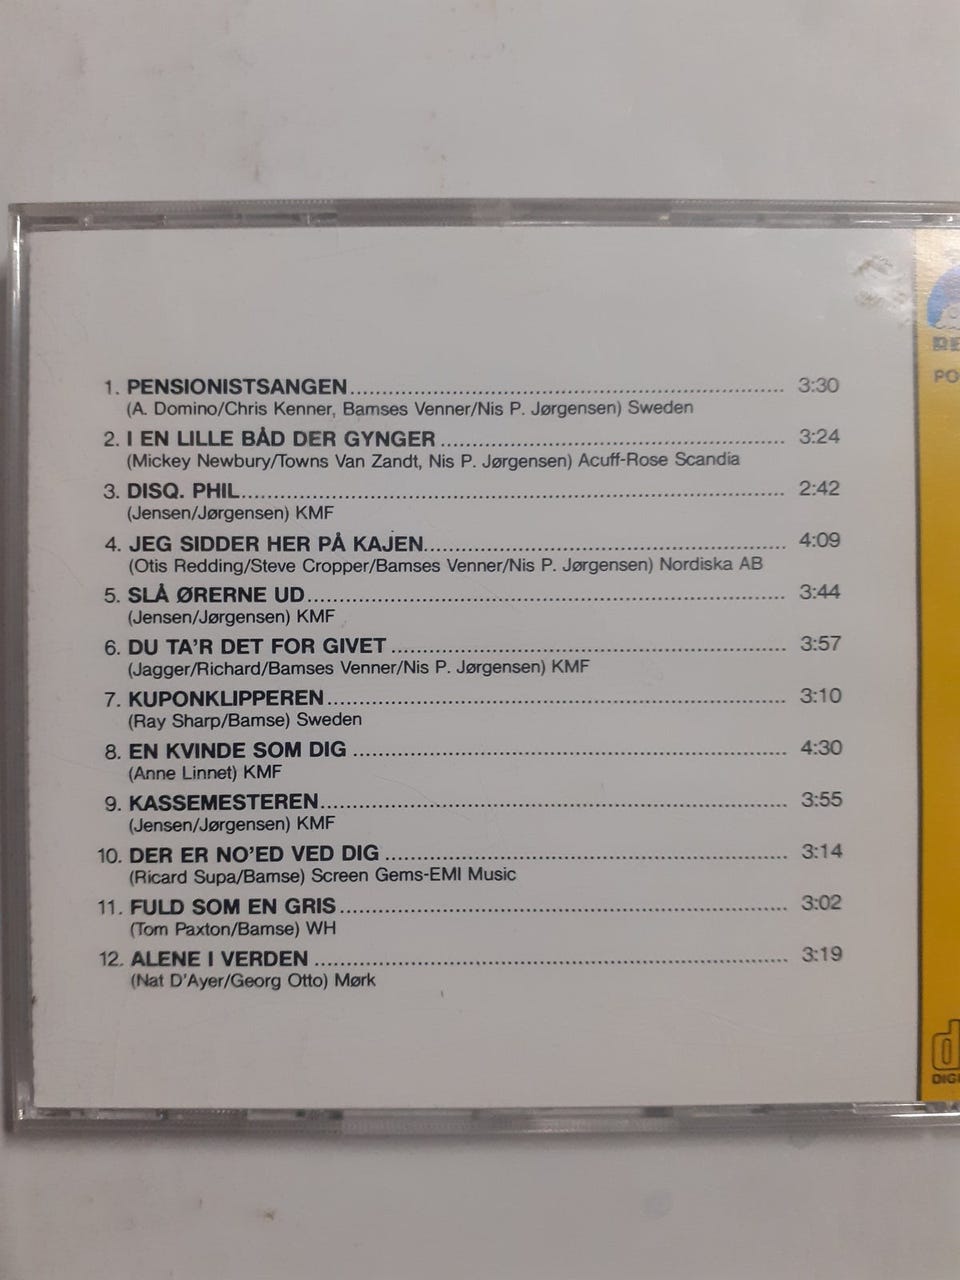 1. PENSIONISTSANGEN........ 3:30
(A. Domino/Chris Kenner, Bamses Venner/Nis P. Jørgensen) Sweden
2. I EN LILLE BÅD DER GYNGER........ 3:24
(Mickey Newbury/Towns Van Zandt, Nis P. Jørgensen) Acuff-Rose Scandia
3. DISQ. PHIL........ 2:42
(Jensen/Jørgensen) KMF
4. JEG SIDDER HER PÅ KAJEN........ 4:09
(Otis Redding/Steve Cropper/Bamses Venner/Nis P. Jørgensen) Nordiska AB
5. SLÅ ØRERNE UD........ 3:44
(Jensen/Jørgensen) KMF
6. DU TA'R DET FOR GIVET........ 3:57
(Jagger/Richard/Bamses Venner/Nis P. Jørgensen) KMF
7. KUPONKLIPPEREN........ 3:10
(Ray Sharp/Bamse) Sweden
8. EN KVINDE SOM DIG........ 4:30
(Anne Linnet) KMF
9. KASSEMESTEREN........ 3:55
(Jensen/Jørgensen) KMF
10. DER ER NO'ED VED DIG........ 3:14
(Ricard Supa/Bamse) Screen Gems-EMI Music
11. FULD SOM EN GRIS........ 3:02
(Tom Paxton/Bamse) WH
12. ALENE I VERDEN........ 3:19
(Nat D'Ayer/Georg Otto) Mørk